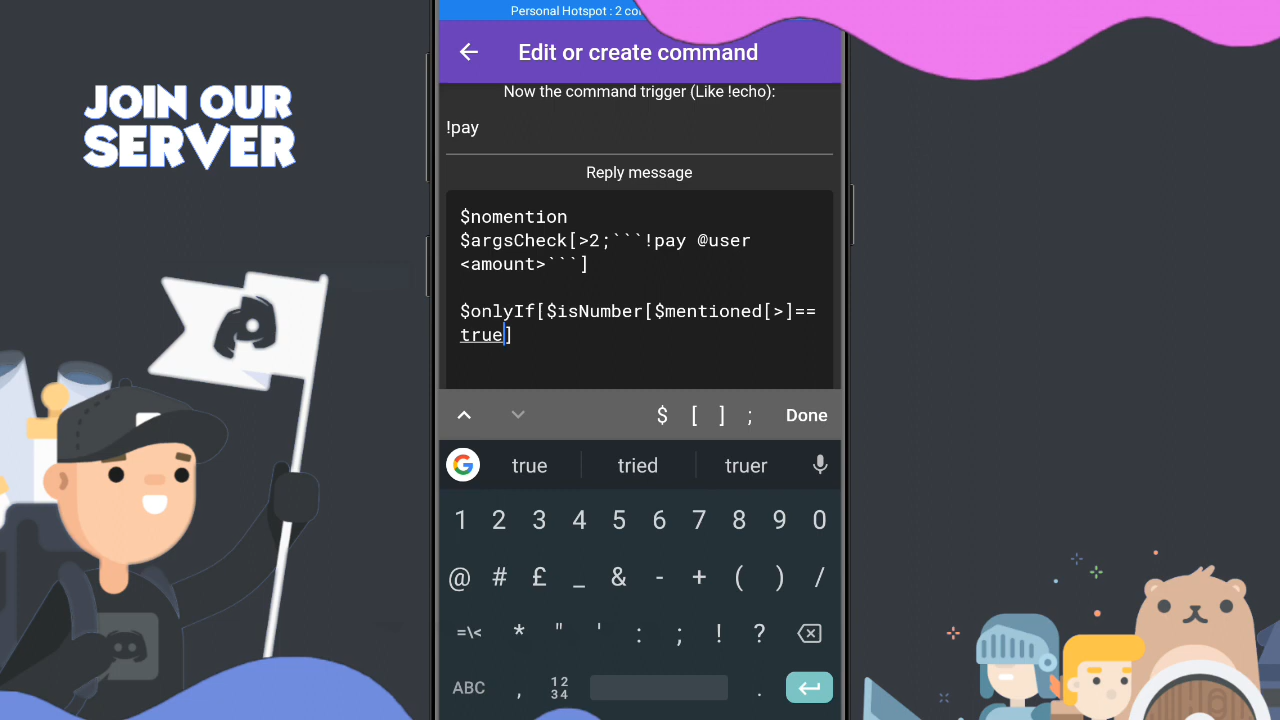 JOIN OUR
SERVER
Personal Hotspot : 2 co
Edit or create command
Now the command trigger (Like !echo):
!pay
Reply message
$nomention
$argsCheck[>2;```!pay @user
<amount>```]
$onlyIf[$isNumber[$mentioned[>]==
true]
$ [ ] ; Done
G true tried truer
1 2 3 4 5 6 7 8 9 0
@ # £ _ & - + ( ) /
=\< * " ' : ; ! ?
ABC , 12 .
34